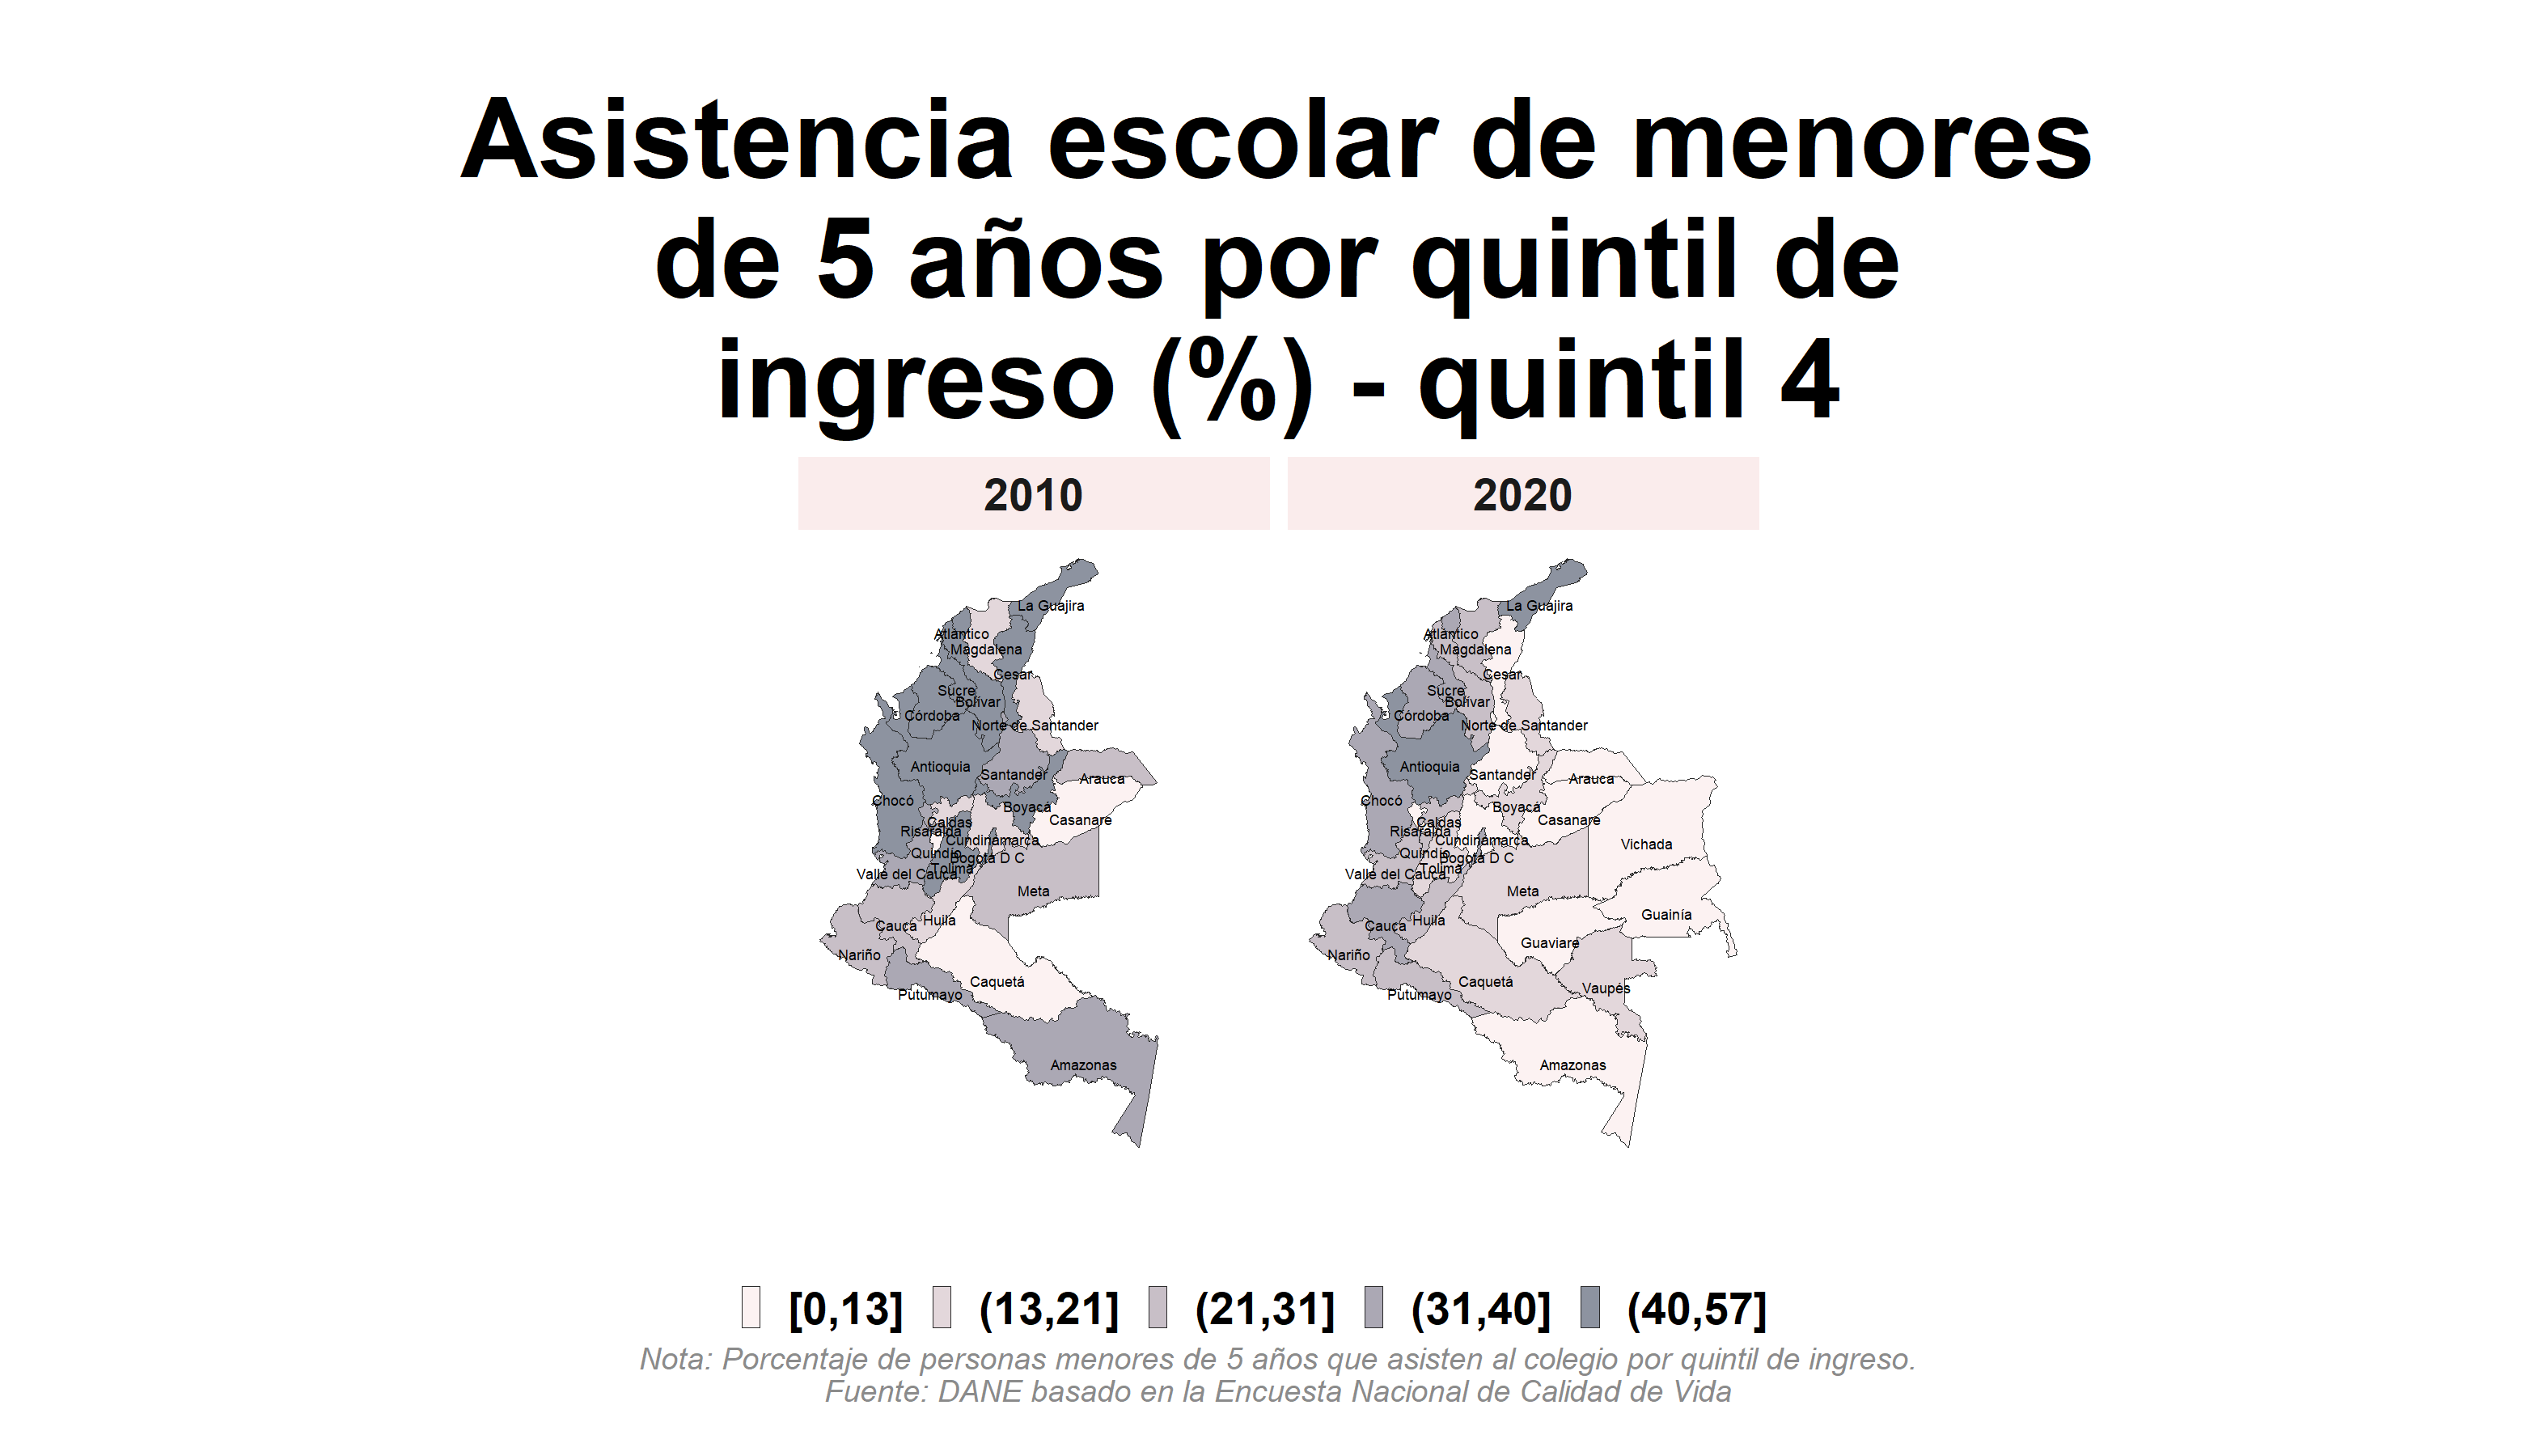 Asistencia escolar de menores
de 5 años por quintil de
ingreso (%) - quintil 4
2010
2020
La Guajira
Atlántico
Magdalena
Cesar
Sucre
Bolívar
Córdoba
Norte de Santander
Antioquia
Santander
Arauca
Chocó
Boyacá
Caldas
Casanare
Risaralda
Cundinamarca
Quindío
Bogotá D C
Tolima
Valle del Cauca
Meta
Huila
Cauca
Nariño
Caquetá
Putumayo
Amazonas
La Guajira
Atlántico
Magdalena
Cesar
Sucre
Bolívar
Córdoba
Norte de Santander
Antioquia
Santander
Arauca
Chocó
Boyacá
Caldas
Casanare
Risaralda
Cundinamarca
Vichada
Quindío
Bogotá D C
Tolima
Valle del Cauca
Meta
Guainía
Huila
Cauca
Guaviare
Nariño
Caquetá
Vaupés
Putumayo
Amazonas
[0,13] (13,21] (21,31] (31,40] (40,57]
Nota: Porcentaje de personas menores de 5 años que asisten al colegio por quintil de ingreso.
Fuente: DANE basado en la Encuesta Nacional de Calidad de Vida